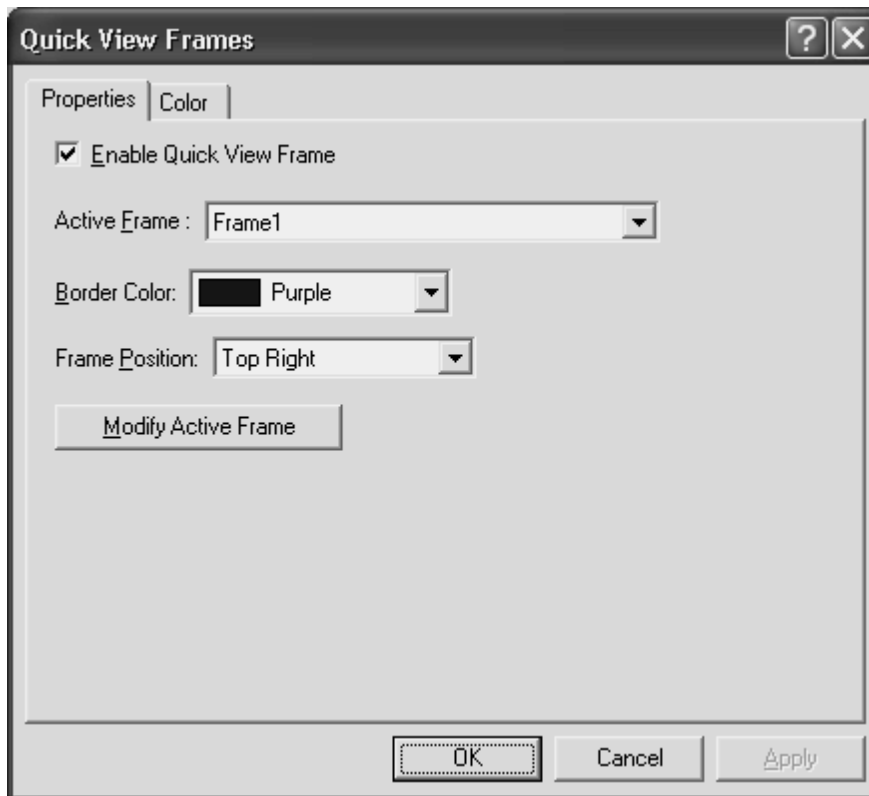 Quick View Frames
Properties Color
Enable Quick View Frame
Active Frame : Frame1
Border Color: Purple
Frame Position: Top Right
Modify Active Frame
OK Cancel Apply